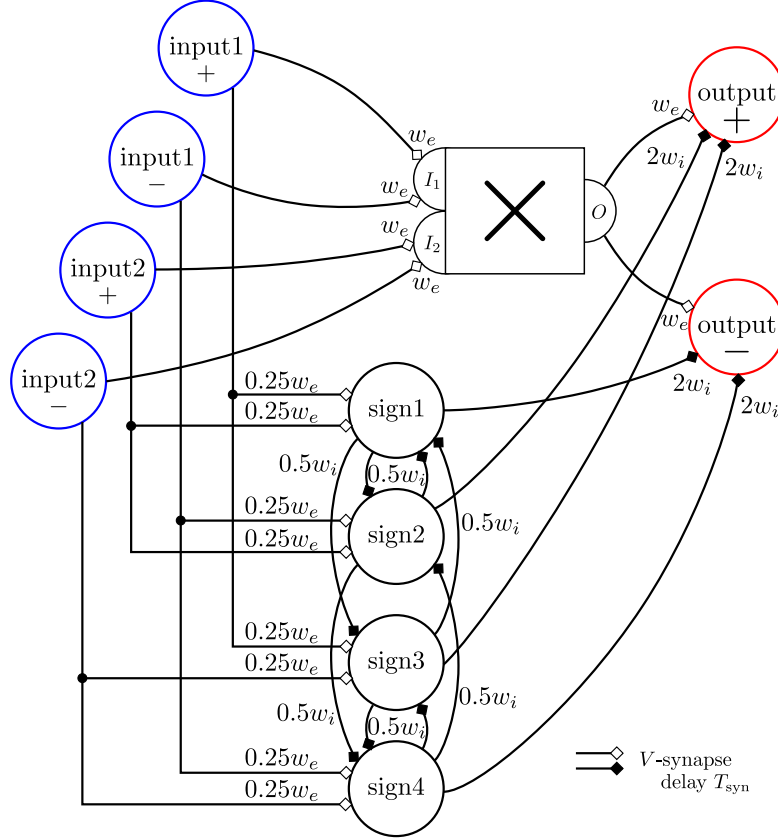 input1
+
input1
−
input2
+
input2
−
w_e
w_e
w_e
w_e
I_1
I_2
×
O
w_e
2w_i
2w_i
output
+
w_e
output
−
2w_i
2w_i
0.25w_e
0.25w_e
sign1
0.5w_i
0.5w_i
0.25w_e
0.25w_e
sign2
0.5w_i
0.25w_e
0.25w_e
sign3
0.5w_i
0.5w_i
0.5w_i
0.25w_e
0.25w_e
sign4
V-synapse
delay T_syn